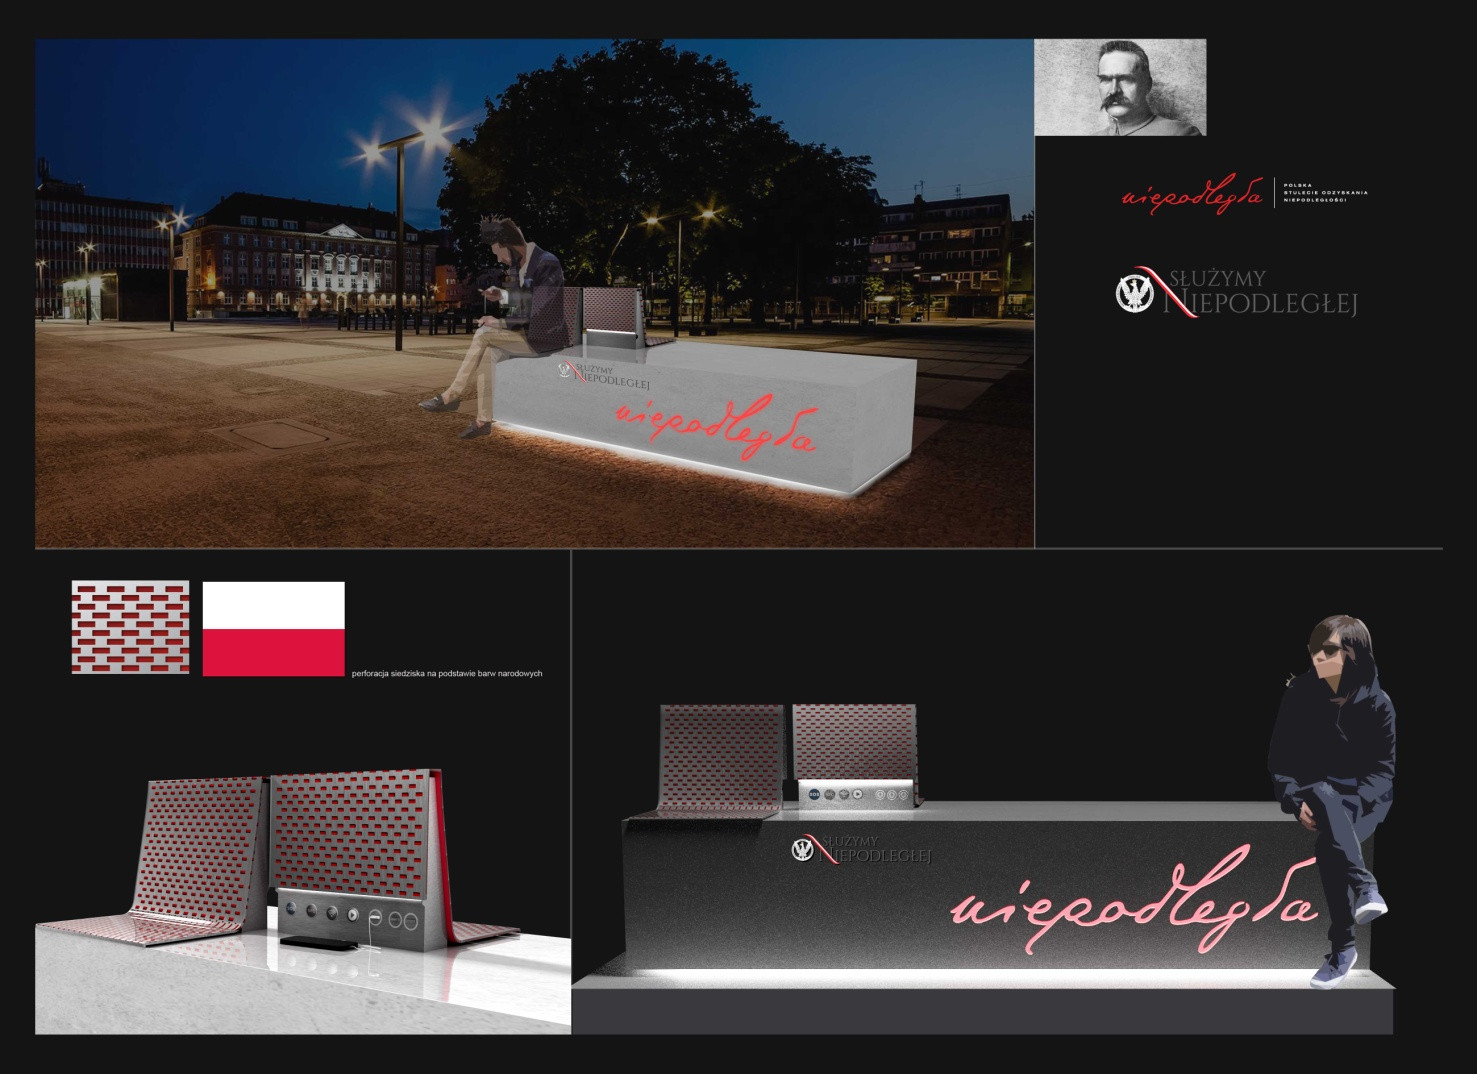 niepodległa
POLSKA
STULECIE ODZYSKANIA
NIEPODLEGŁOŚCI
SŁUŻYMY
NIEPODLEGŁEJ
SŁUŻYMY
NIEPODLEGŁEJ
niepodległa
perforacja siedziska na podstawie barw narodowych
SOS
SŁUŻYMY
NIEPODLEGŁEJ
niepodległa